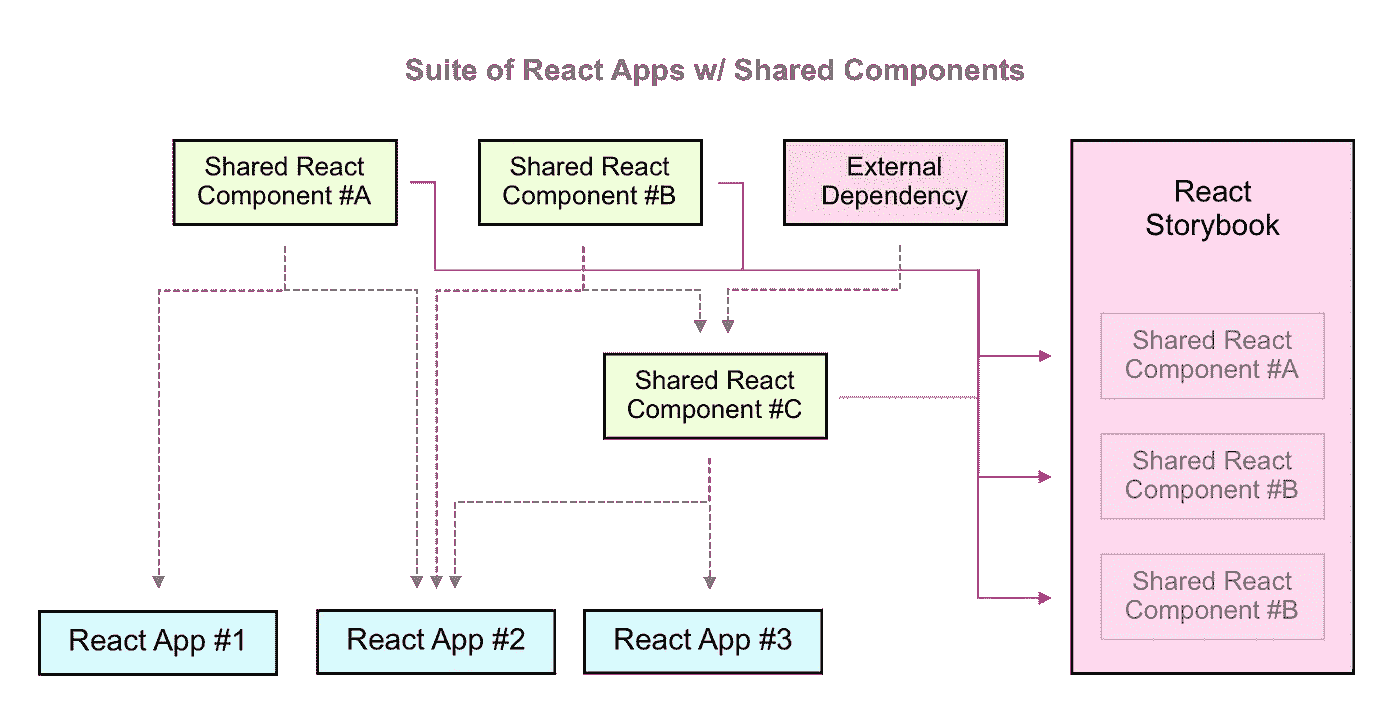 Suite of React Apps w/ Shared Components
Shared React
Component #A
Shared React
Component #B
External
Dependency
React
Storybook
Shared React
Component #A
Shared React
Component #C
Shared React
Component #B
Shared React
Component #B
React App #1
React App #2
React App #3